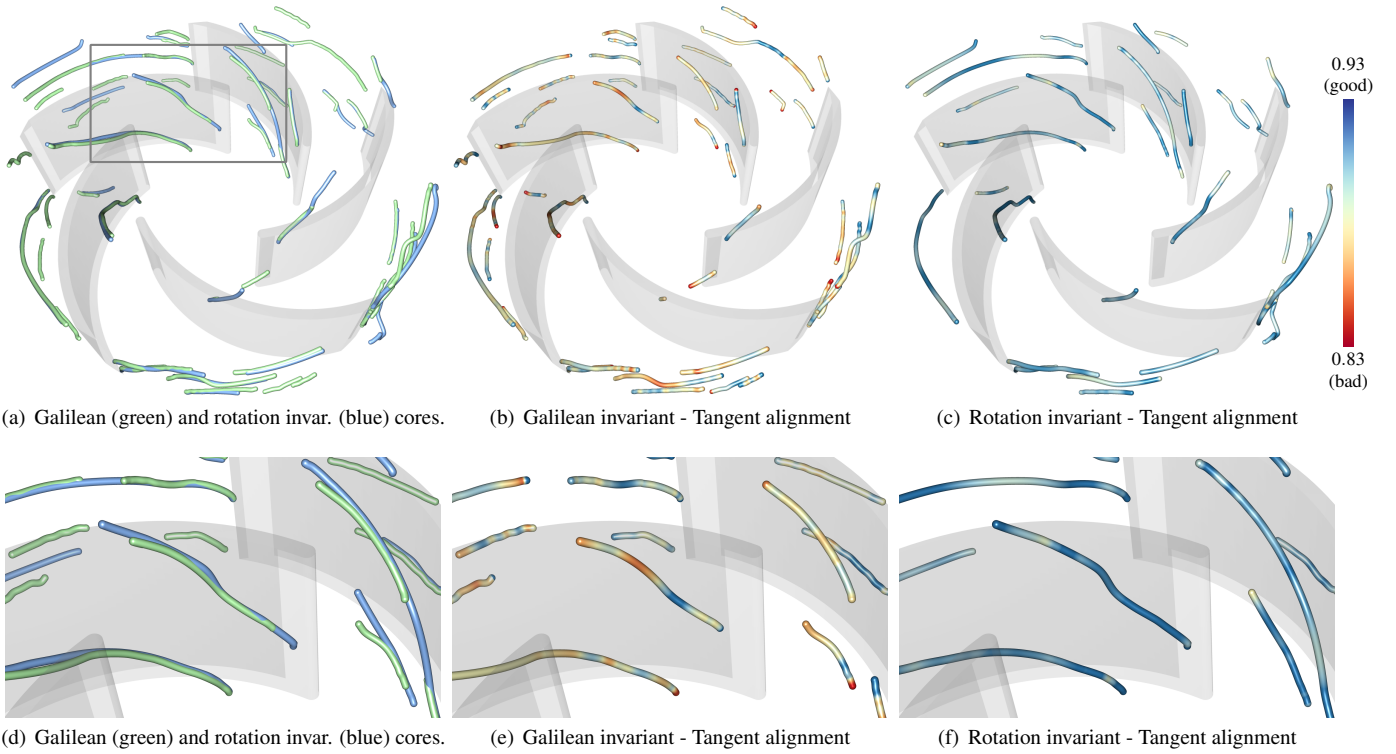 0.93
(good)
0.83
(bad)
(a) Galilean (green) and rotation invar. (blue) cores.
(b) Galilean invariant - Tangent alignment
(c) Rotation invariant - Tangent alignment
(d) Galilean (green) and rotation invar. (blue) cores.
(e) Galilean invariant - Tangent alignment
(f) Rotation invariant - Tangent alignment